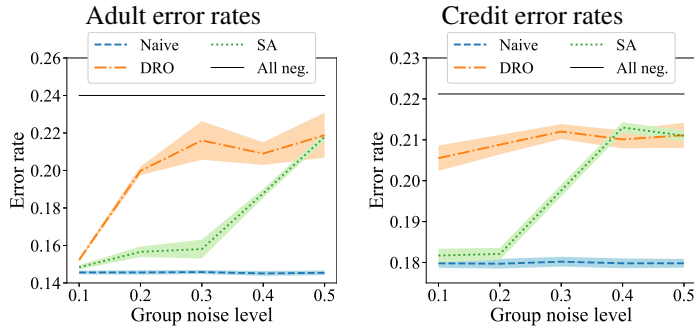 Adult error rates
Naive
SA
DRO
All neg.
0.26
0.24
0.22
0.20
0.18
0.16
0.14
Error rate
0.1
0.2
0.3
0.4
0.5
Group noise level
Credit error rates
Naive
SA
DRO
All neg.
0.23
0.22
0.21
0.20
0.19
0.18
Error rate
0.1
0.2
0.3
0.4
0.5
Group noise level